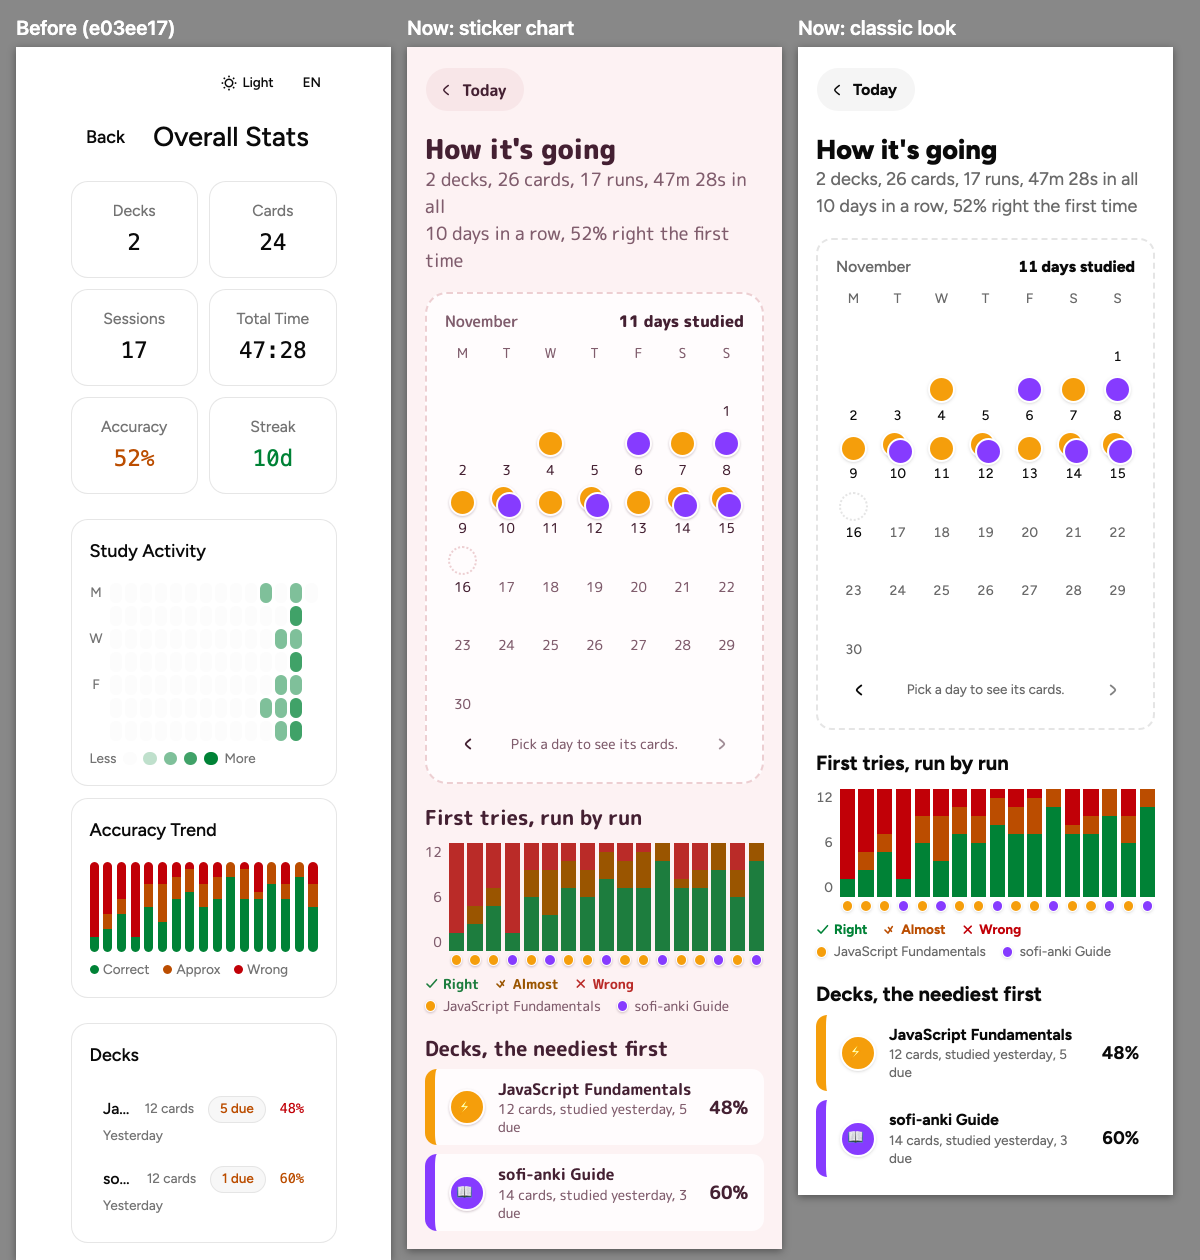 Before (e03ee17)
Light EN
Back Overall Stats
Decks Cards
2 24
Sessions Total Time
17 47:28
Accuracy Streak
52% 10d
Study Activity
M
W
F
Less More
Accuracy Trend
Correct Approx Wrong
Decks
Ja... 12 cards 5 due 48%
Yesterday
so... 12 cards 1 due 60%
Yesterday
Now: sticker chart
Today
How it's going
2 decks, 26 cards, 17 runs, 47m 28s in
all
10 days in a row, 52% right the first
time
November 11 days studied
M T W T F S S
1
2 3 4 5 6 7 8
9 10 11 12 13 14 15
16 17 18 19 20 21 22
23 24 25 26 27 28 29
30
Pick a day to see its cards.
First tries, run by run
12
6
0
Right Almost Wrong
JavaScript Fundamentals sofi-anki Guide
Decks, the neediest first
JavaScript Fundamentals
12 cards, studied yesterday, 5
due
48%
sofi-anki Guide
14 cards, studied yesterday, 3
due
60%
Now: classic look
Today
How it's going
2 decks, 26 cards, 17 runs, 47m 28s in all
10 days in a row, 52% right the first time
November 11 days studied
M T W T F S S
1
2 3 4 5 6 7 8
9 10 11 12 13 14 15
16 17 18 19 20 21 22
23 24 25 26 27 28 29
30
Pick a day to see its cards.
First tries, run by run
12
6
0
Right Almost Wrong
JavaScript Fundamentals sofi-anki Guide
Decks, the neediest first
JavaScript Fundamentals
12 cards, studied yesterday, 5
due
48%
sofi-anki Guide
14 cards, studied yesterday, 3
due
60%